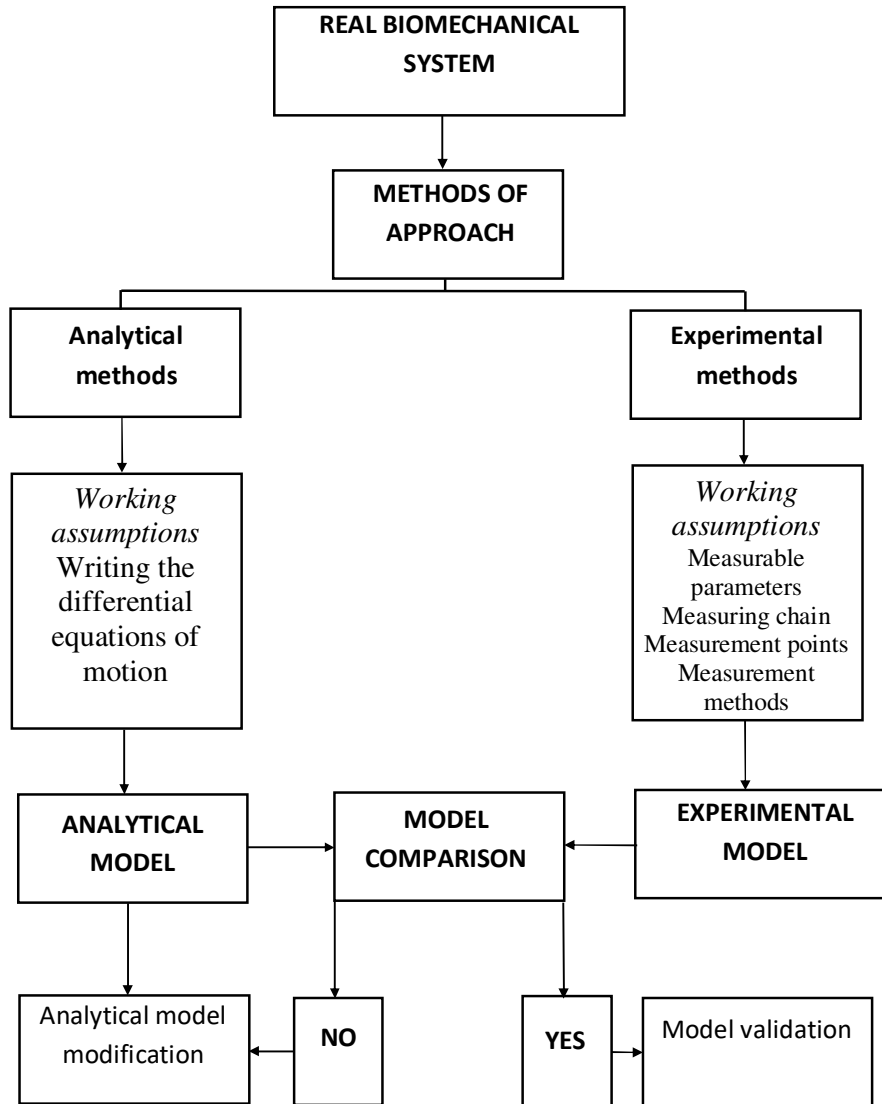 REAL BIOMECHANICAL
SYSTEM
METHODS OF
APPROACH
Analytical
methods
Experimental
methods
Working
assumptions
Writing the
differential
equations of
motion
Working
assumptions
Measurable
parameters
Measuring chain
Measurement points
Measurement
methods
ANALYTICAL
MODEL
MODEL
COMPARISON
EXPERIMENTAL
MODEL
Analytical model
modification
NO
YES
Model validation